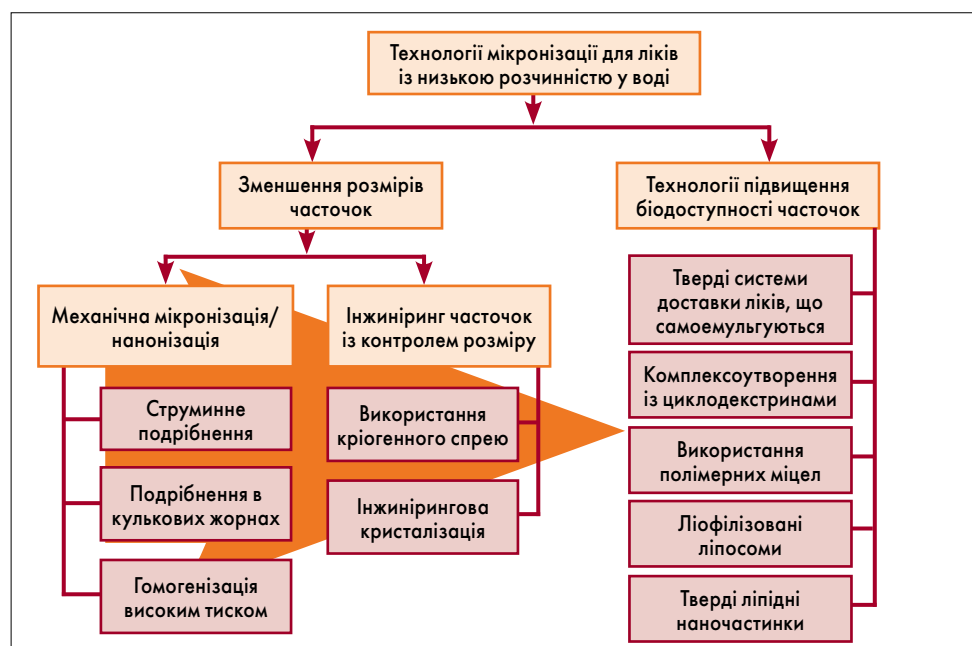 Технології мікронізації для ліків
із низькою розчинністю у воді
Зменшення розмірів
часточок
Технології підвищення
біодоступності часточок
Механічна мікронізація/
нанонізація
Інжиніринг часточок
із контролем розміру
Струминне
подрібнення
Подрібнення в
кулькових жорнах
Гомогенізація
високим тиском
Використання
кріогенного спрею
Інжинірингова
кристалізація
Тверді системи
доставки ліків, що
самоемульгуються
Комплексоутворення
із циклодекстринами
Використання
полімерних міцел
Ліофілізовані
ліпосоми
Тверді ліпідні
наночастинки